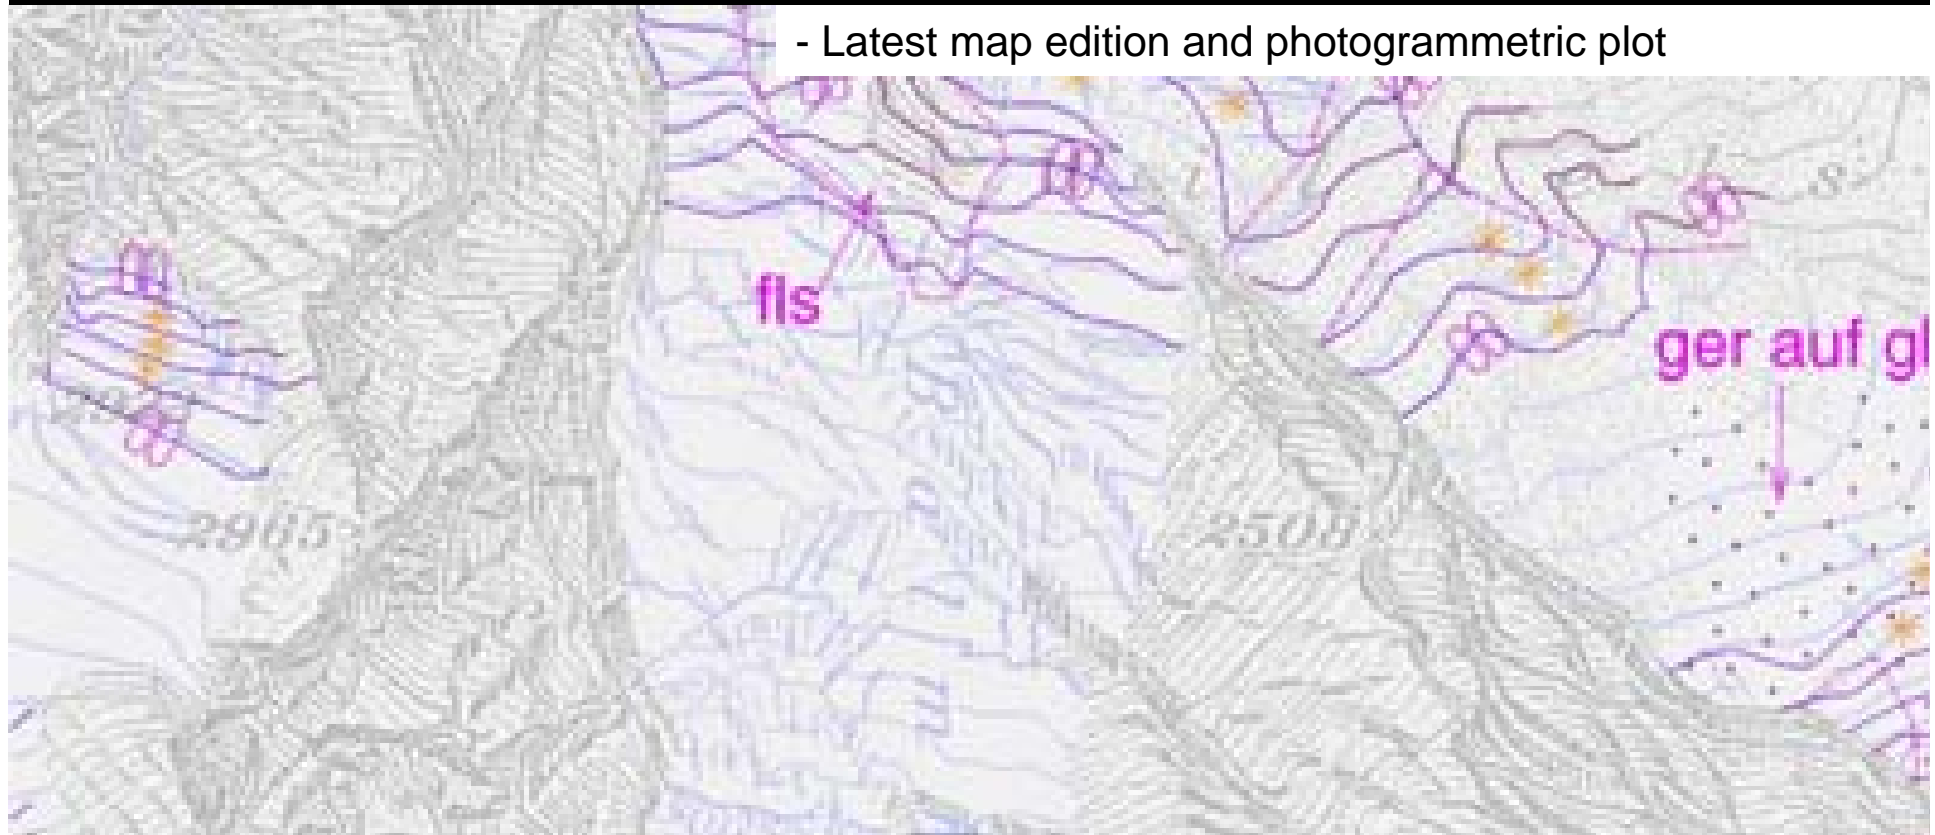 - Latest map edition and photogrammetric plot
fls
ger auf gl
2965
2508